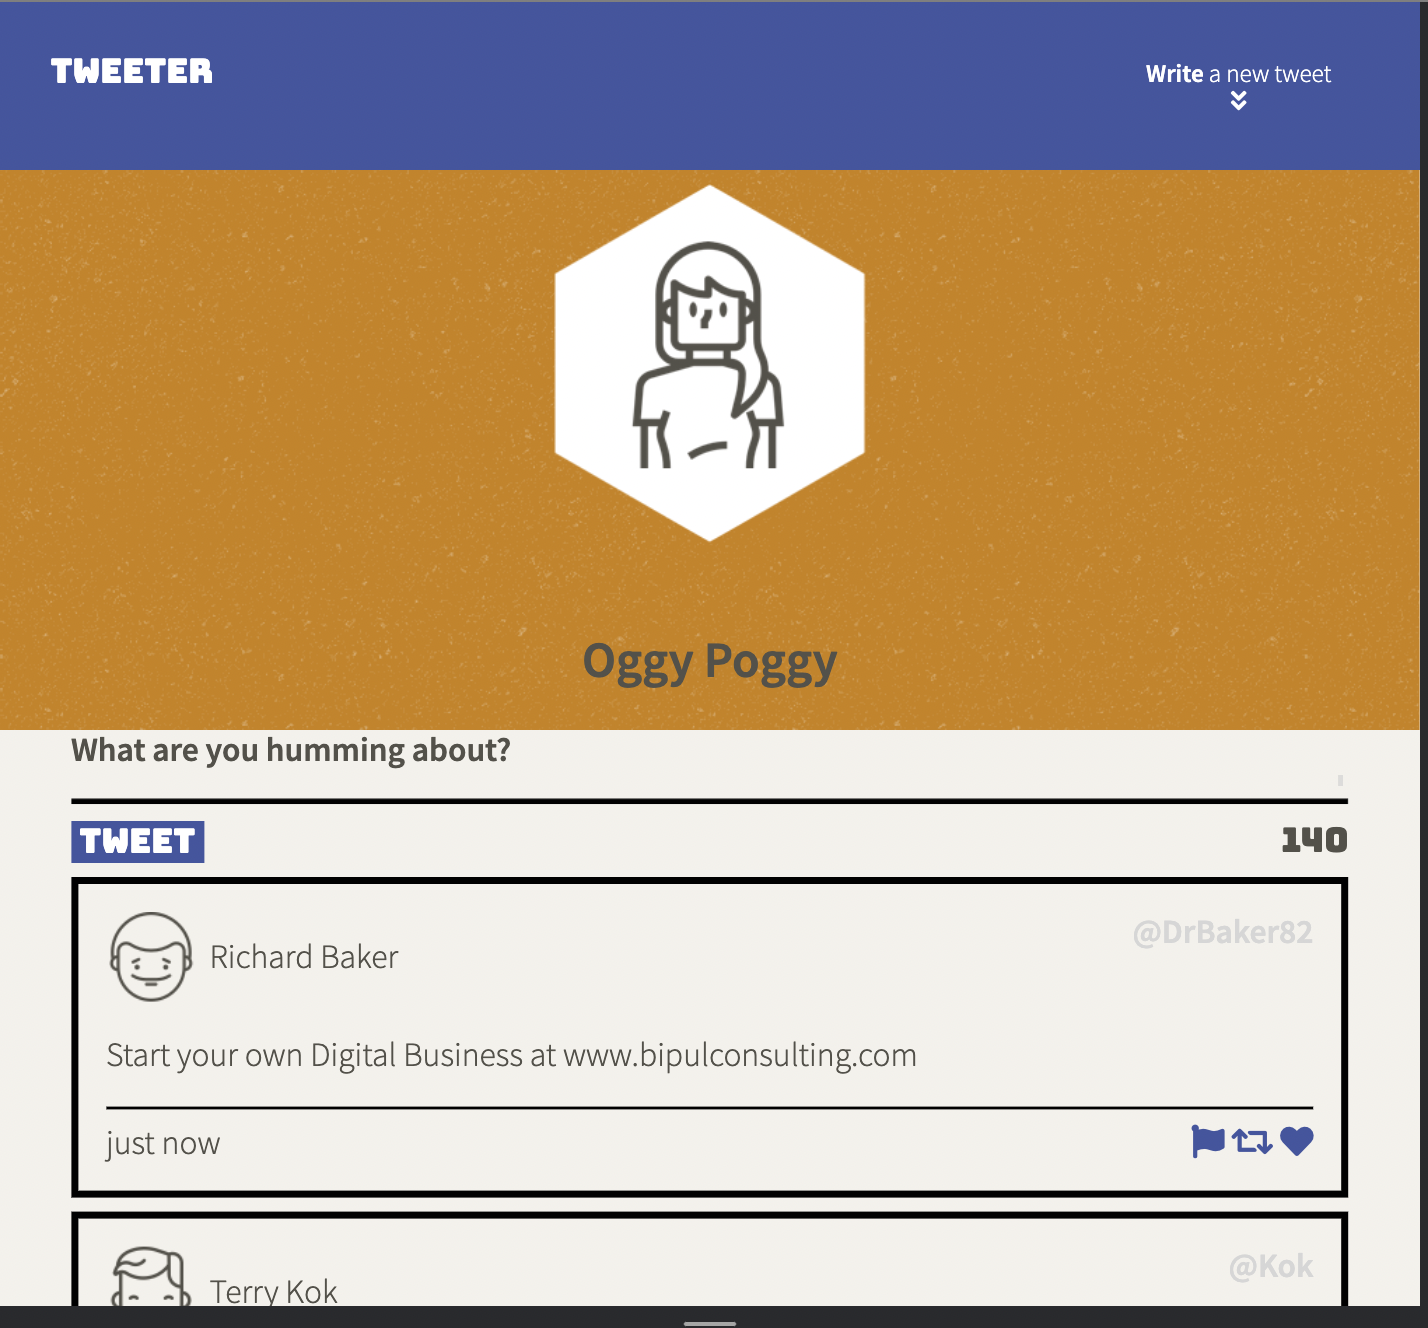 TWEETER
Write a new tweet
Oggy Poggy
What are you humming about?
TWEET
140
Richard Baker
@DrBaker82
Start your own Digital Business at www.bipulconsulting.com
just now
Terry Kok
@Kok